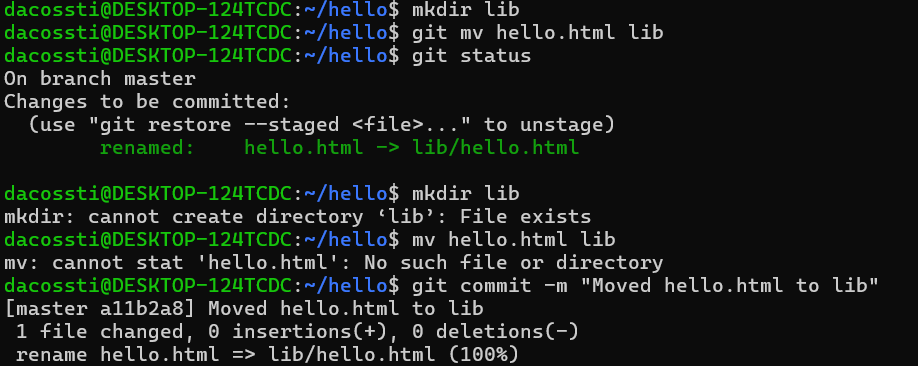 dacossti@DESKTOP-124TCDC:~/hello$ mkdir lib
dacossti@DESKTOP-124TCDC:~/hello$ git mv hello.html lib
dacossti@DESKTOP-124TCDC:~/hello$ git status
On branch master
Changes to be committed:
  (use "git restore --staged <file>..." to unstage)
        renamed:    hello.html -> lib/hello.html

dacossti@DESKTOP-124TCDC:~/hello$ mkdir lib
mkdir: cannot create directory ‘lib’: File exists
dacossti@DESKTOP-124TCDC:~/hello$ mv hello.html lib
mv: cannot stat 'hello.html': No such file or directory
dacossti@DESKTOP-124TCDC:~/hello$ git commit -m "Moved hello.html to lib"
[master a11b2a8] Moved hello.html to lib
 1 file changed, 0 insertions(+), 0 deletions(-)
 rename hello.html => lib/hello.html (100%)